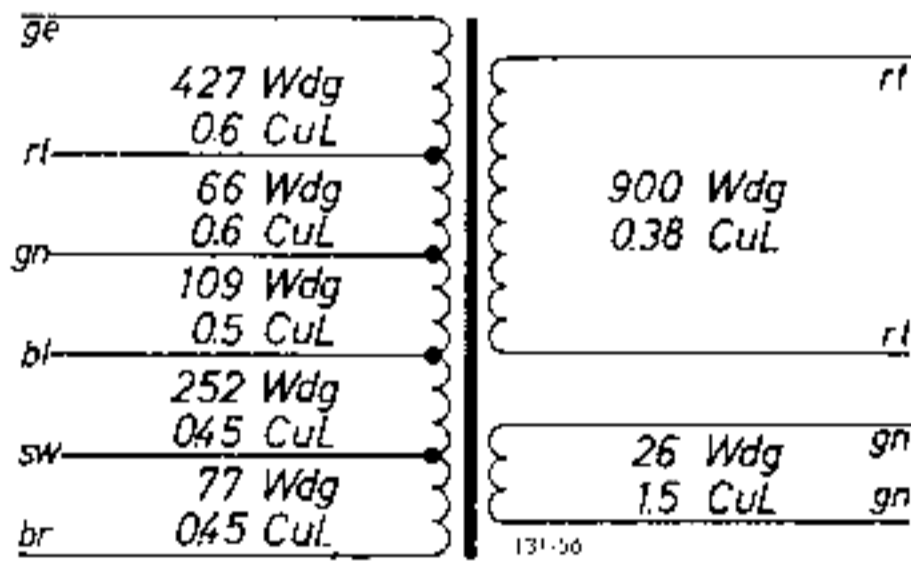 ge
427 Wdg
0.6 CuL
rt
66 Wdg
0.6 CuL
gn
109 Wdg
0.5 CuL
bl
252 Wdg
0.45 CuL
sw
77 Wdg
0.45 CuL
br
rt
900 Wdg
0.38 CuL
rt
gn
26 Wdg
1.5 CuL
gn